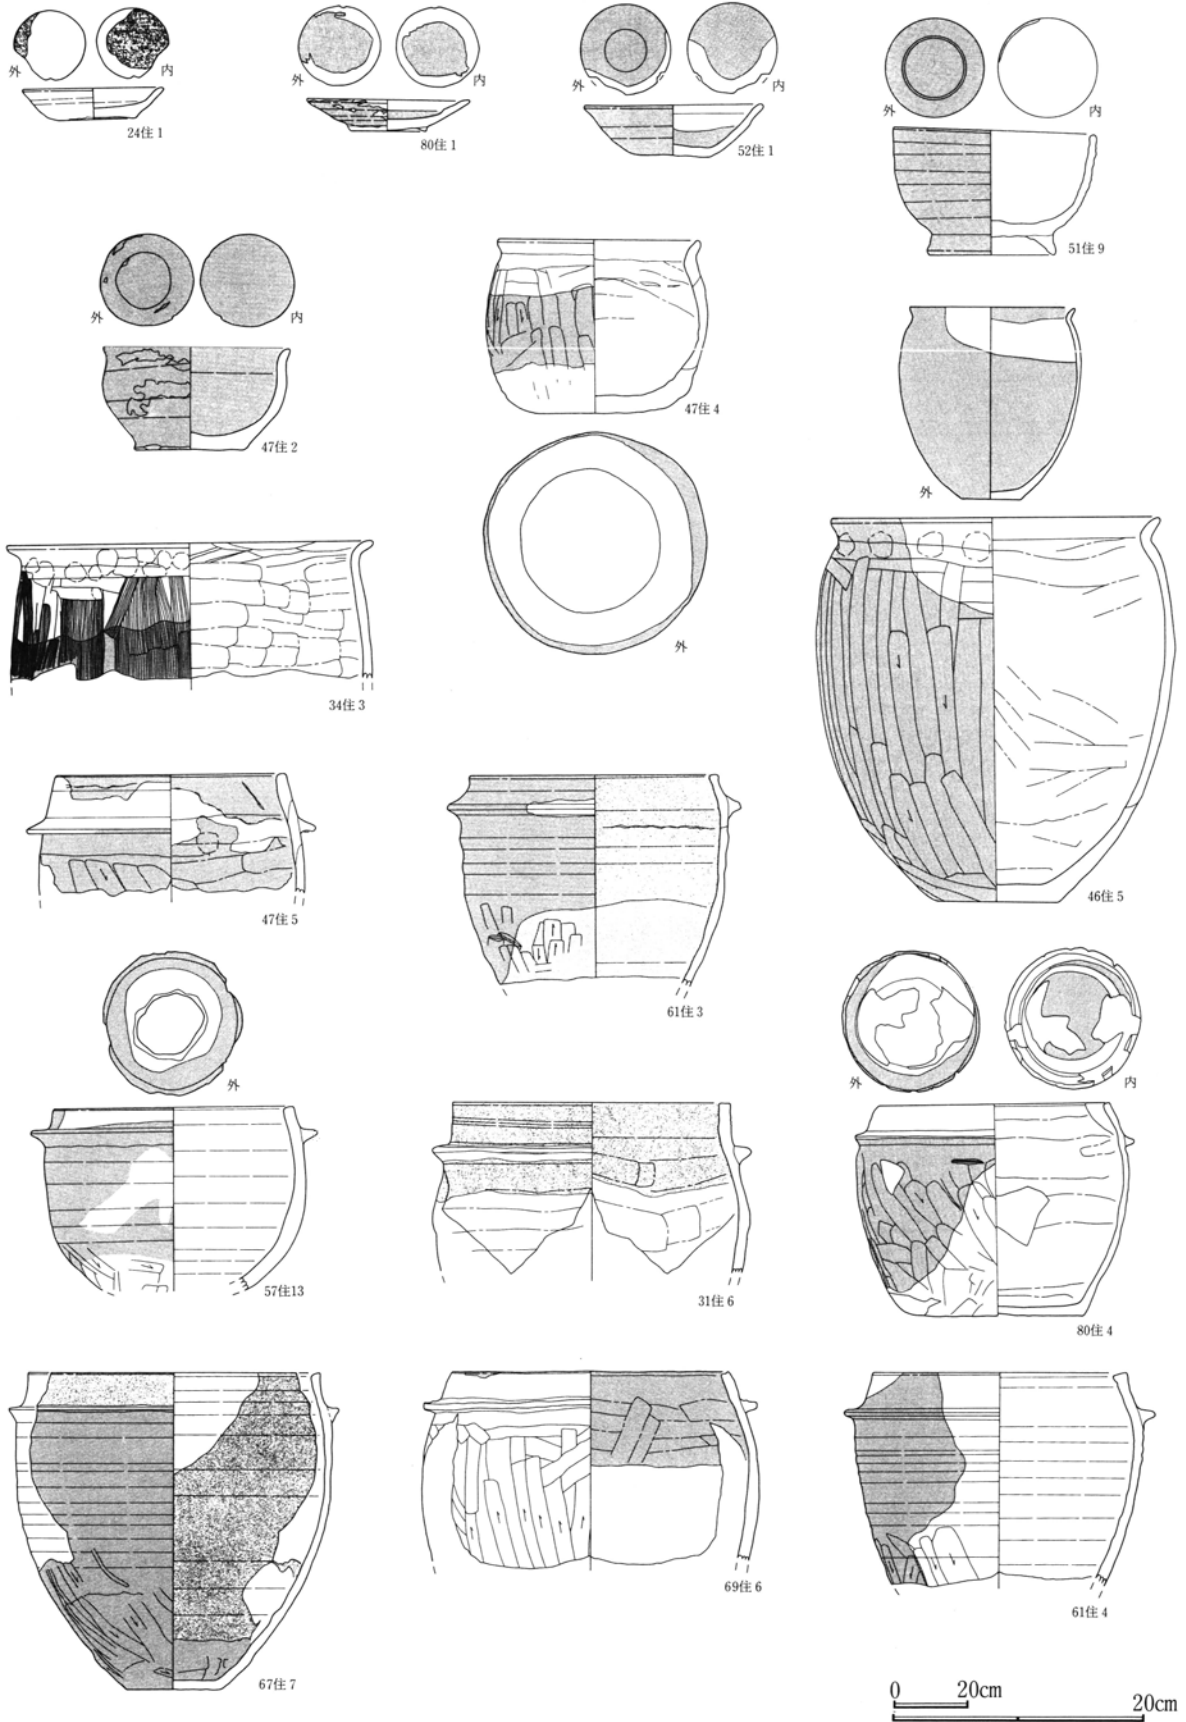 外 内
24住 1
外 内
80住 1
外 内
52住 1
外 内
51住 9
外 内
47住 2
47住 4
外
外
34住 3
46住 5
47住 5
61住 3
外
57住13
31住 6
外 内
80住 4
67住 7
69住 6
61住 4
0 20cm
20cm